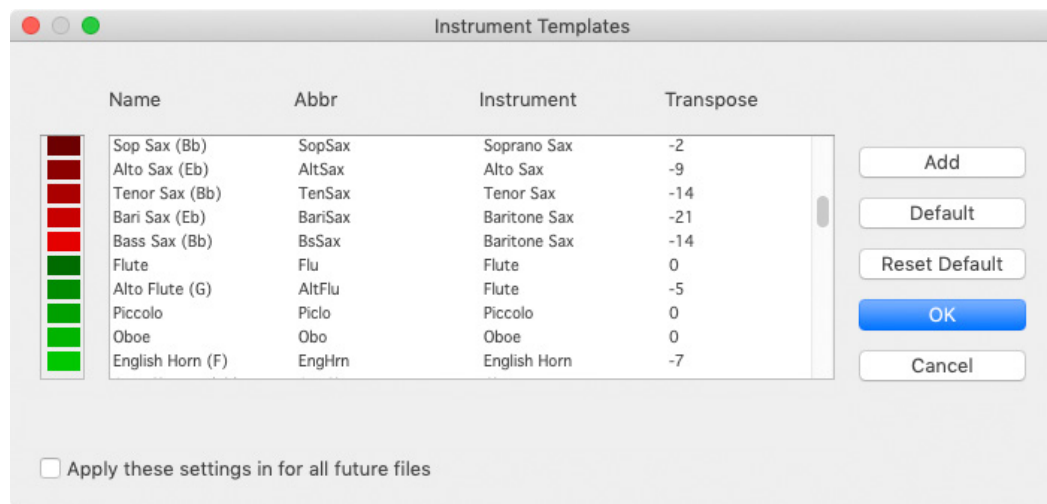 Instrument Templates
Name Abbr Instrument Transpose
Sop Sax (Bb) SopSax Soprano Sax -2
Alto Sax (Eb) AltSax Alto Sax -9
Tenor Sax (Bb) TenSax Tenor Sax -14
Bari Sax (Eb) BariSax Baritone Sax -21
Bass Sax (Bb) BsSax Baritone Sax -14
Flute Flu Flute 0
Alto Flute (G) AltFlu Flute -5
Piccolo Piclo Piccolo 0
Oboe Obo Oboe 0
English Horn (F) EngHrn English Horn -7
Add
Default
Reset Default
OK
Cancel
Apply these settings in for all future files